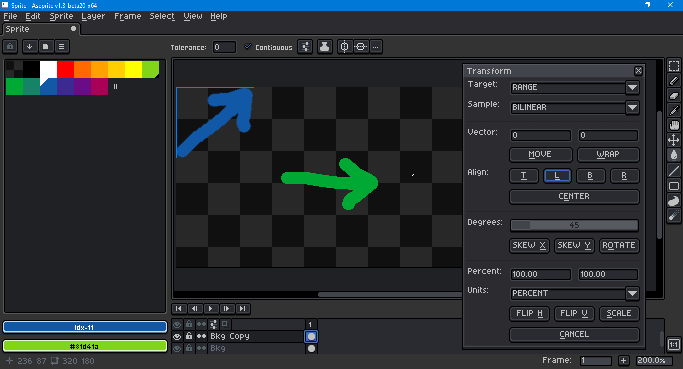 Sprite - Aseprite v1.3-beta20-x64
File Edit Sprite Layer Frame Select View Help
Sprite
Tolerance: 0 Contiguous
Transform
Target: RANGE
Sample: BILINEAR
Vector: 0 0
MOVE WRAP
Align: T L B R
CENTER
Degrees: 45
SKEW X SKEW Y ROTATE
Percent: 100.00 100.00
Units: PERCENT
FLIP H FLIP V SCALE
CANCEL
1
Idx-11
Bkg Copy
#81d41a
Bkg
1:1
236 87 320 180
Frame: 1 + 200.0%